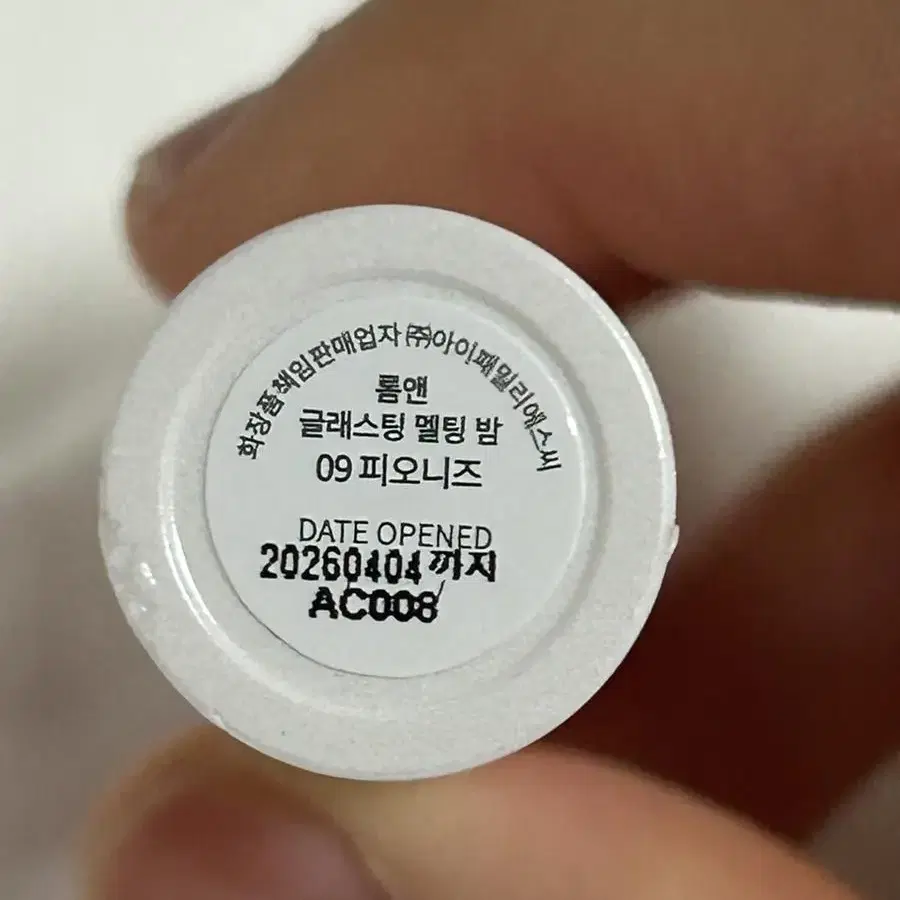 화장품책임판매업자 ㈜아이패밀리에스씨
롬앤
글래스팅 멜팅 밤
09 피오니즈
DATE OPENED
20260404 까지
AC008